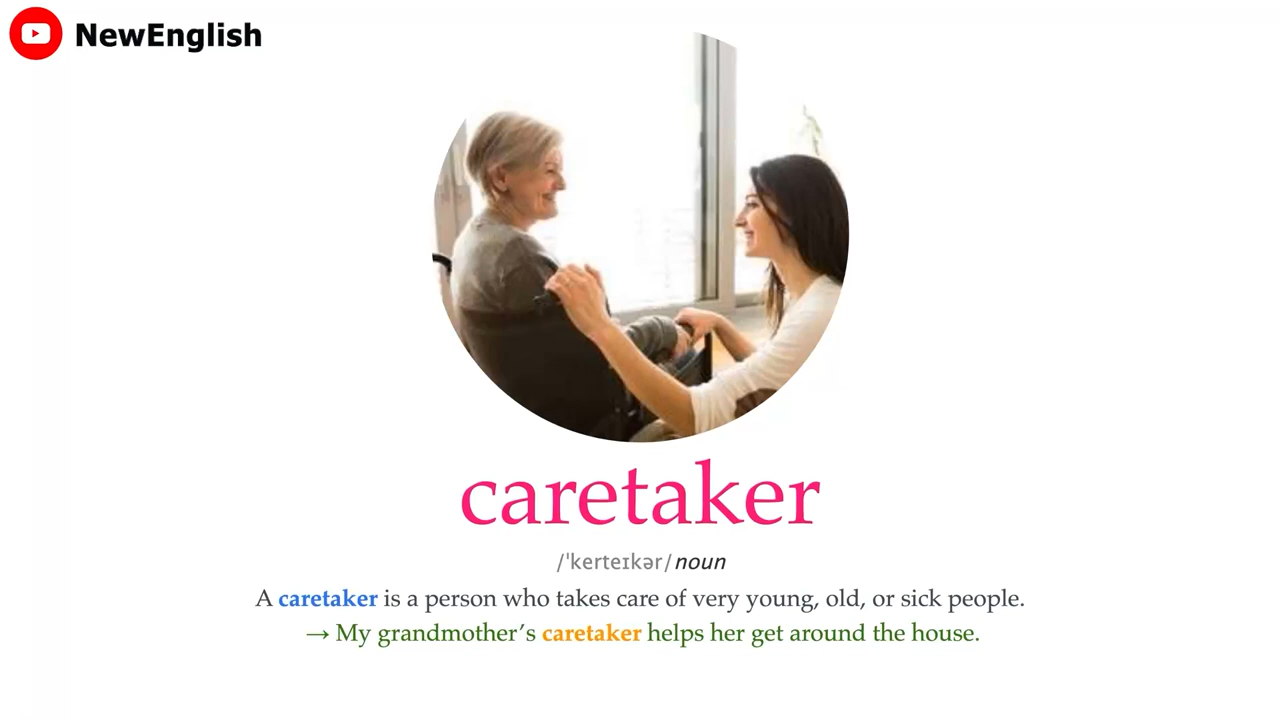 NewEnglish
caretaker
/ˈkerteɪkər/noun
A caretaker is a person who takes care of very young, old, or sick people.
→ My grandmother’s caretaker helps her get around the house.